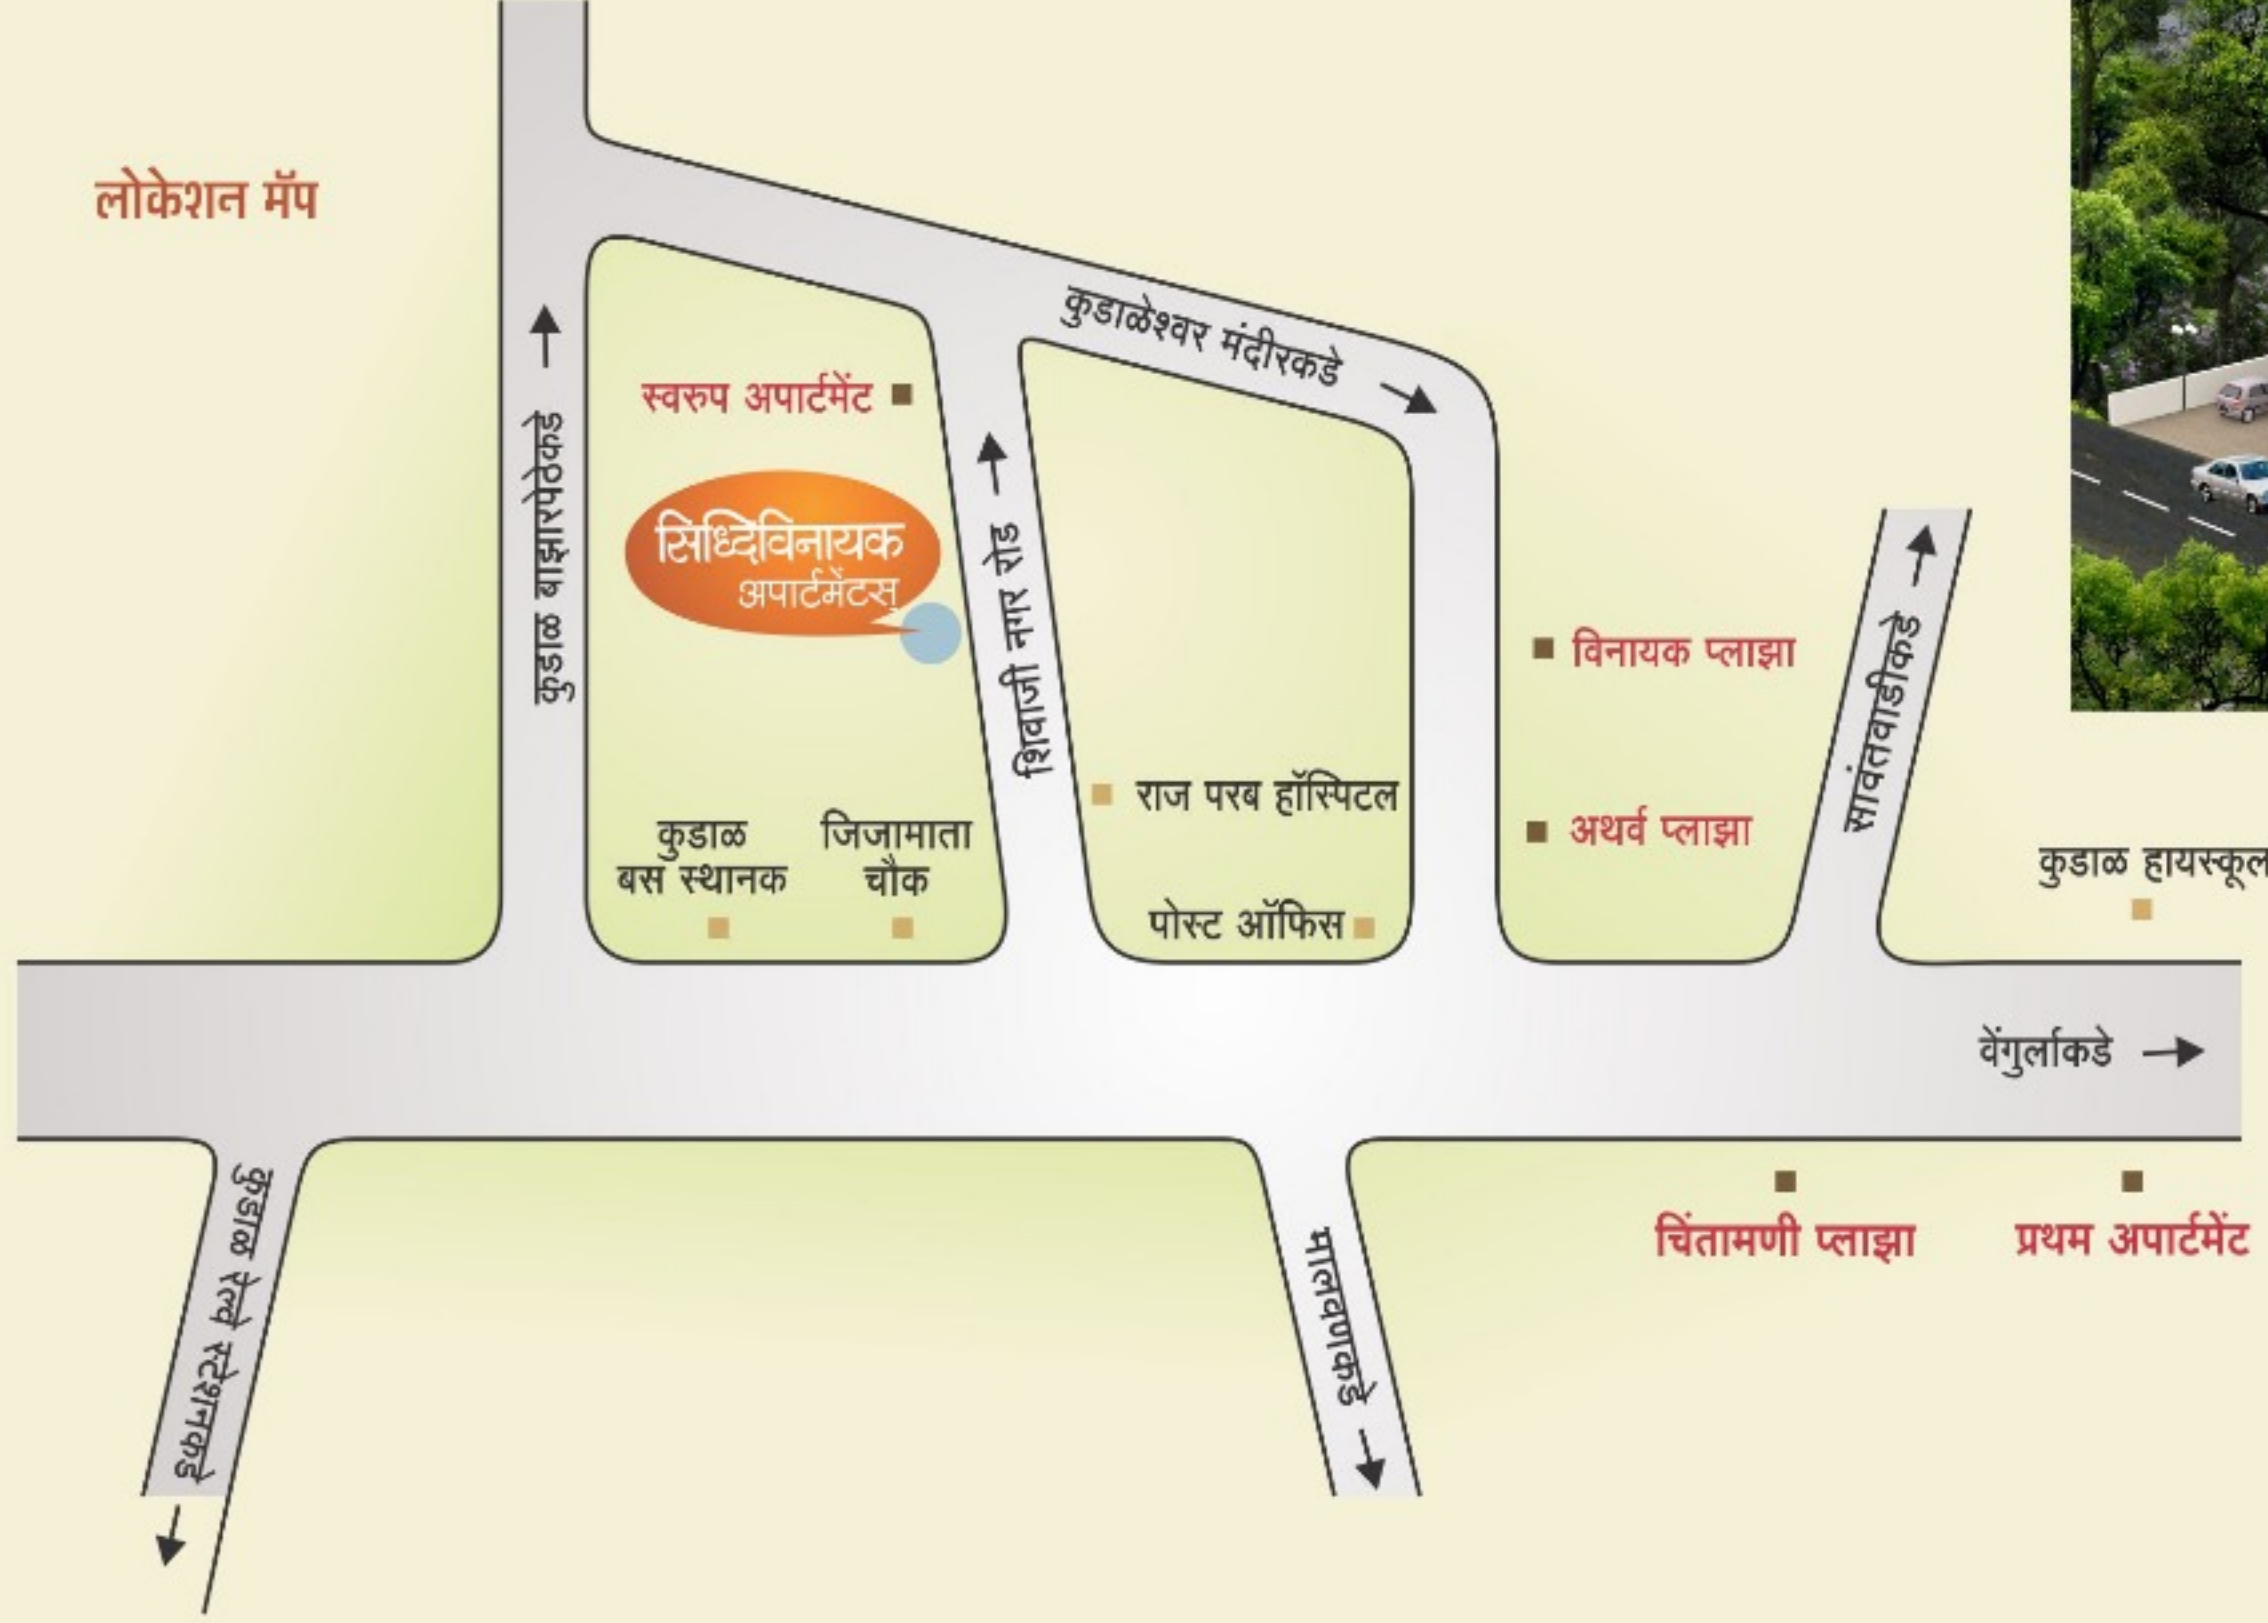 लोकेशन मॅप
कुडाळेश्वर मंदीरकडे
स्वरुप अपार्टमेंट
कुडाळ बाझारपेठेकडे
सिध्दिविनायक
अपार्टमेंटस्
शिवाजी नगर रोड
विनायक प्लाझा
सावंतवाडीकडे
राज परब हॉस्पिटल
अथर्व प्लाझा
कुडाळ
बस स्थानक
जिजामाता
चौक
पोस्ट ऑफिस
कुडाळ हायस्कूल
वेंगुर्लाकडे
कुडाळ रेल्वे स्टेशनकडे
मालवणकडे
चिंतामणी प्लाझा
प्रथम अपार्टमेंट